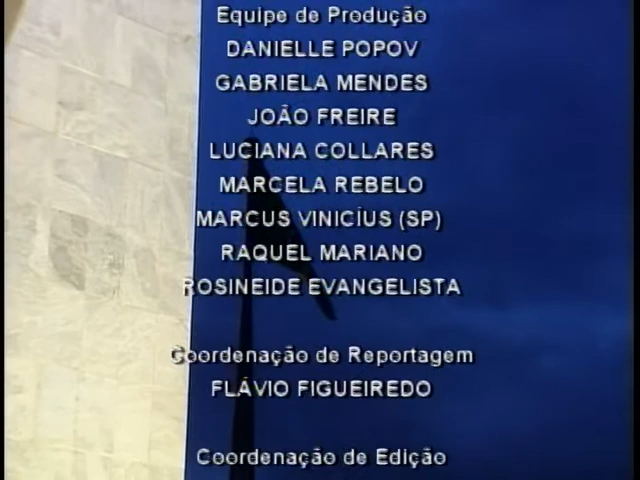 Equipe de Produção
DANIELLE POPOV
GABRIELA MENDES
JOÃO FREIRE
LUCIANA COLLARES
MARCELA REBELO
MARCUS VINICÍUS (SP)
RAQUEL MARIANO
ROSINEIDE EVANGELISTA
Coordenação de Reportagem
FLÁVIO FIGUEIREDO
Coordenação de Edição